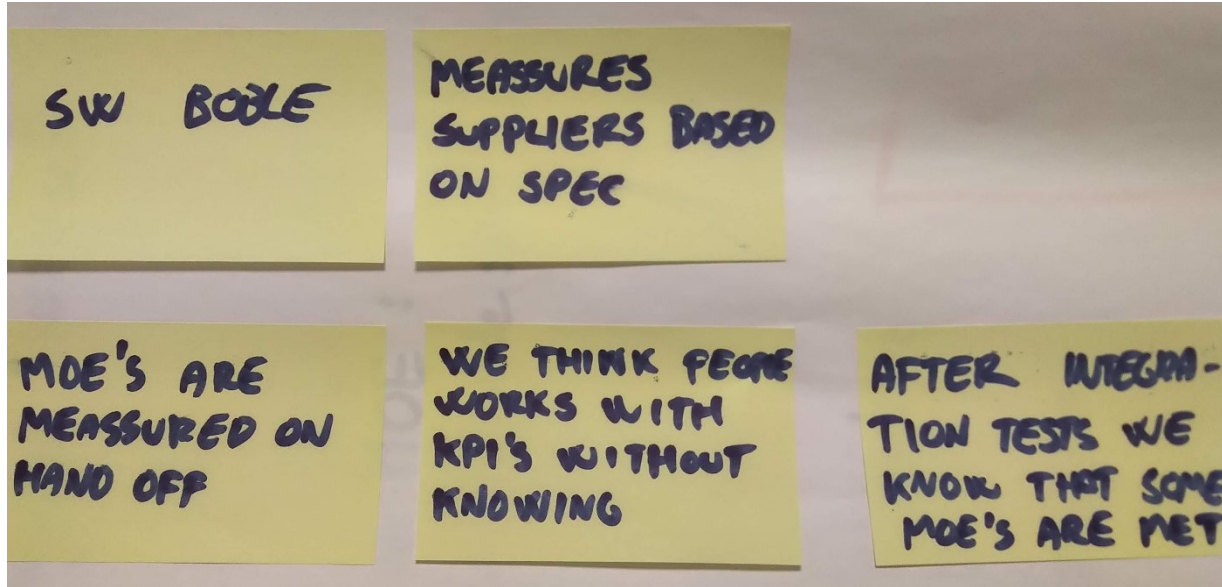 SW BOBLE
MEASSURES
SUPPLIERS BASED
ON SPEC
MOE'S ARE
MEASSURED ON
HAND OFF
WE THINK PEOPLE
WORKS WITH
KPI'S WITHOUT
KNOWING
AFTER INTEGRA-
TION TESTS WE
KNOW THAT SOME
MOE'S ARE MET